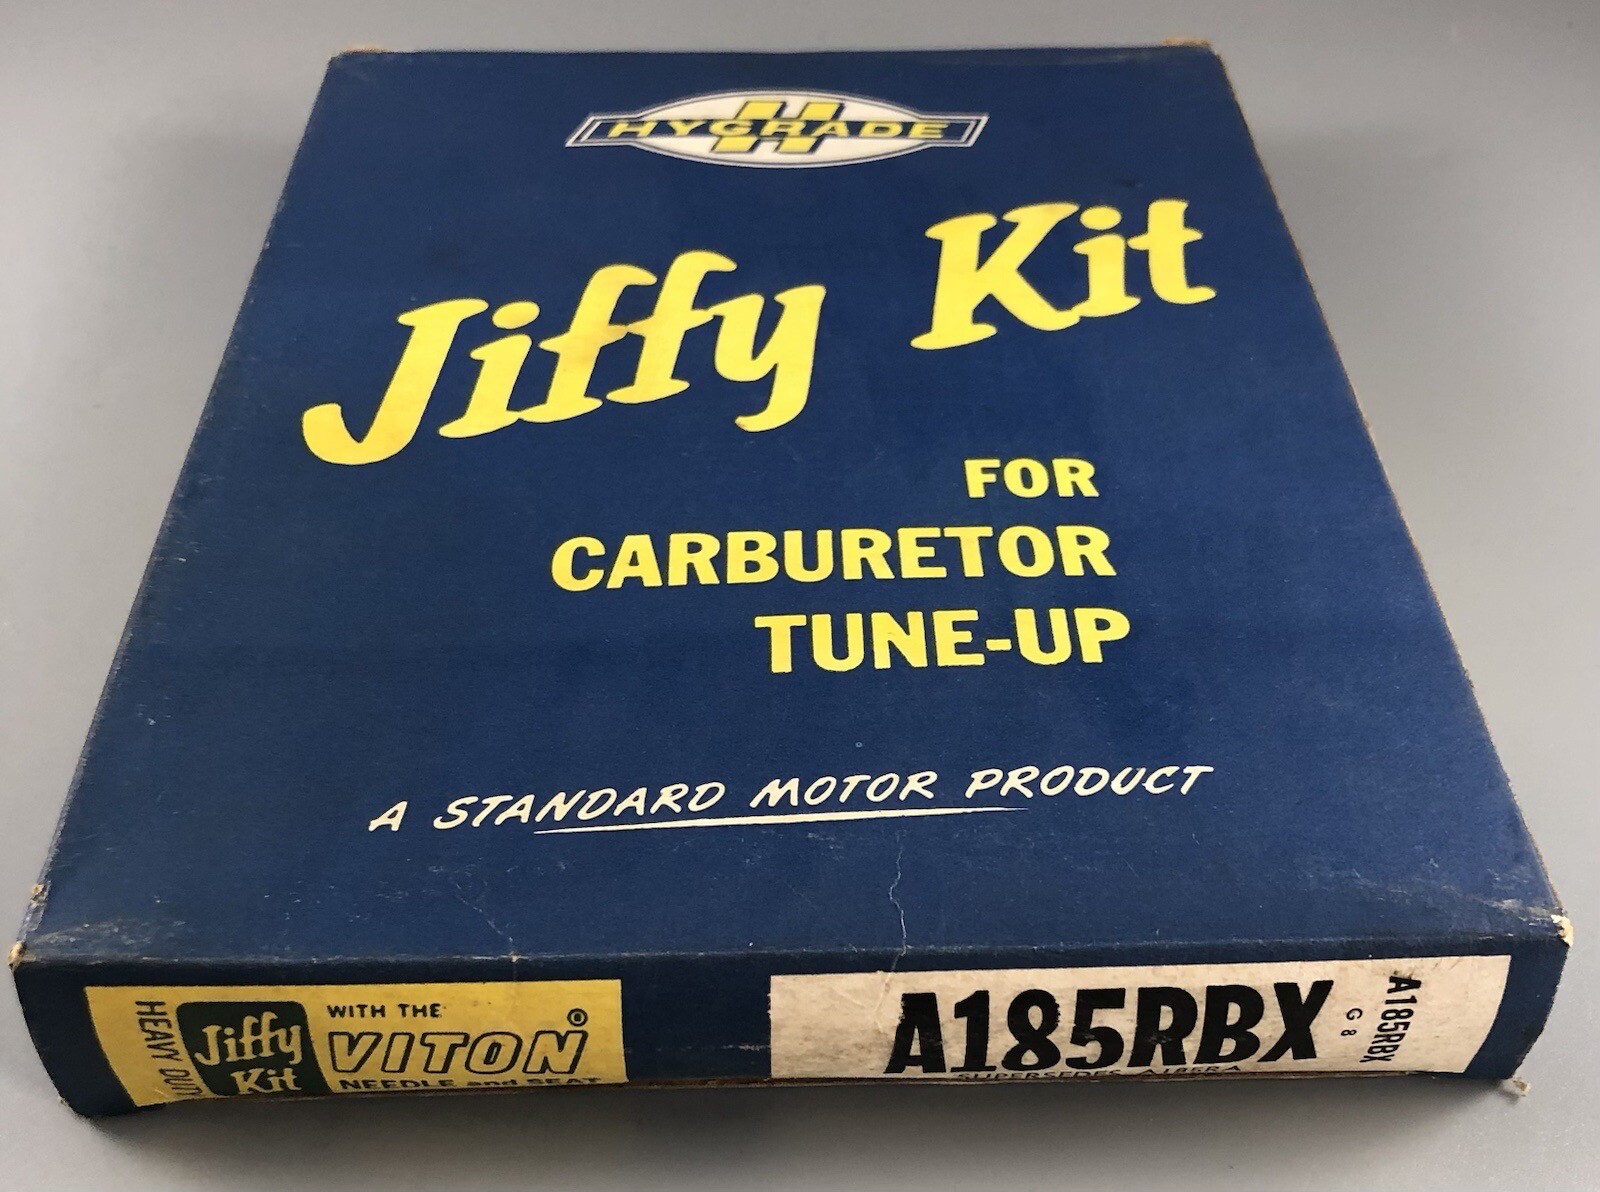 H
HYGRADE
Jiffy Kit
FOR
CARBURETOR
TUNE-UP
A STANDARD MOTOR PRODUCT
HEAVY DUTY
Jiffy
Kit
WITH THE
VITON®
NEEDLE and SEAT
A185RBX
SUPERSEDES
A185RBX
G 8